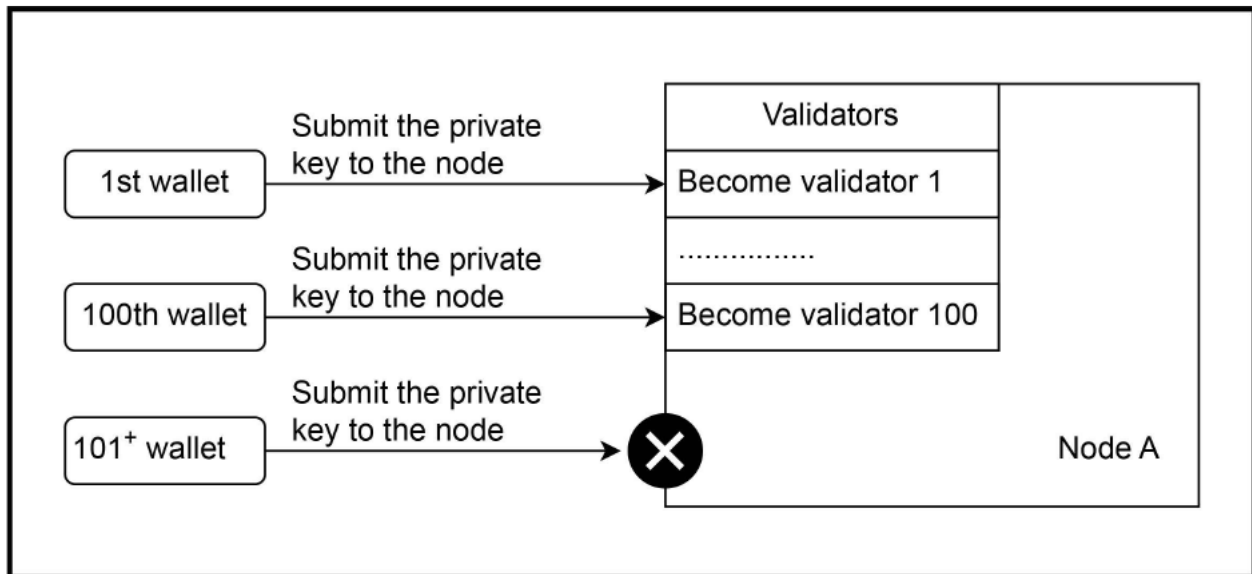 Validators
Submit the private
key to the node
1st wallet
Become validator 1
................
Submit the private
key to the node
100th wallet
Become validator 100
Submit the private
key to the node
101⁺ wallet
Node A